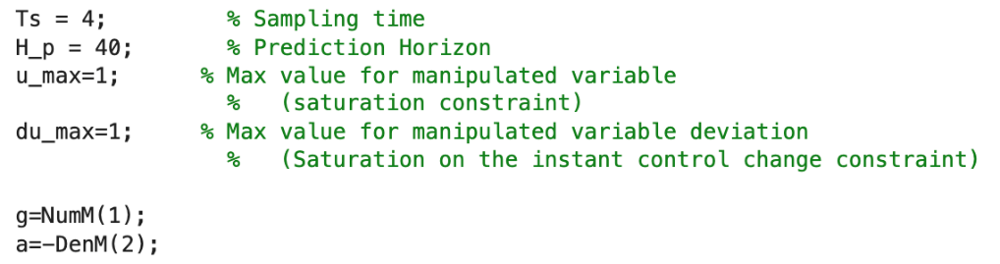 Ts = 4; % Sampling time
H_p = 40; % Prediction Horizon
u_max=1; % Max value for manipulated variable
% (saturation constraint)
du_max=1; % Max value for manipulated variable deviation
% (Saturation on the instant control change constraint)
g=NumM(1);
a=-DenM(2);